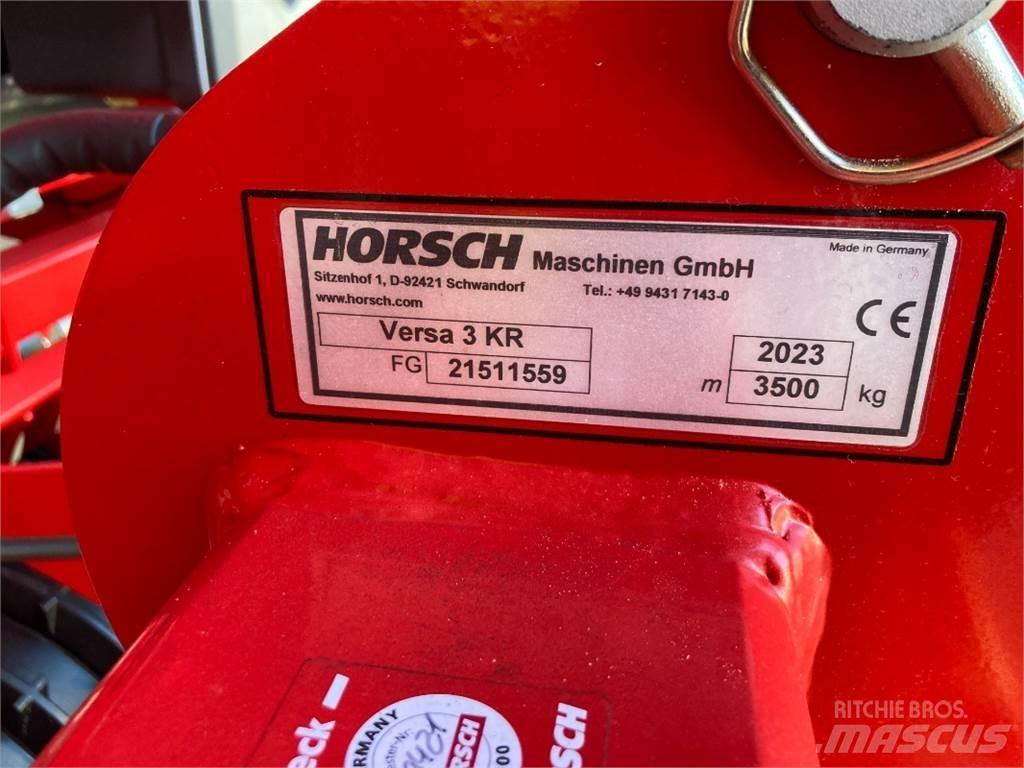 HORSCH Maschinen GmbH
Made in Germany
Sitzenhof 1, D-92421 Schwandorf
Tel.: +49 9431 7143-0
www.horsch.com
CE
Versa 3 KR
FG 21511559
2023
m 3500 kg
HORSCH
RITCHIE BROS.
MASCUS